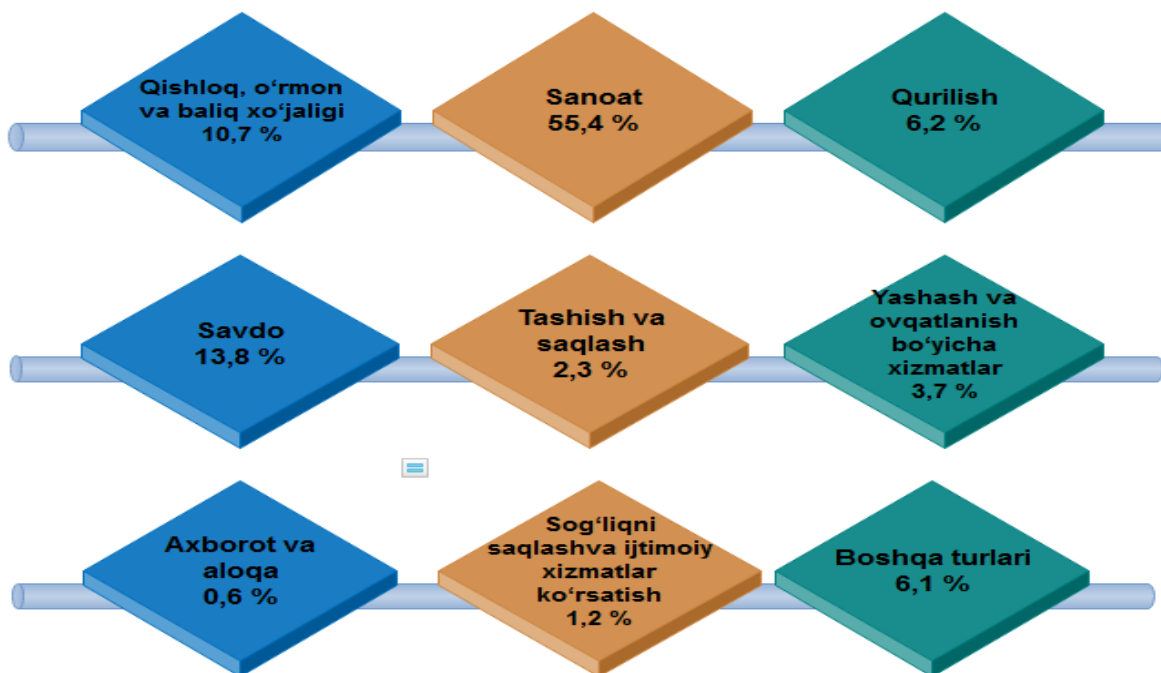 Qishloq, o‘rmon
va baliq xo‘jaligi
10,7 %
Sanoat
55,4 %
Qurilish
6,2 %
Savdo
13,8 %
Tashish va
saqlash
2,3 %
Yashash va
ovqatlanish
bo‘yicha
xizmatlar
3,7 %
Axborot va
aloqa
0,6 %
Sog‘liqni
saqlashva ijtimoiy
xizmatlar
ko‘rsatish
1,2 %
Boshqa turlari
6,1 %